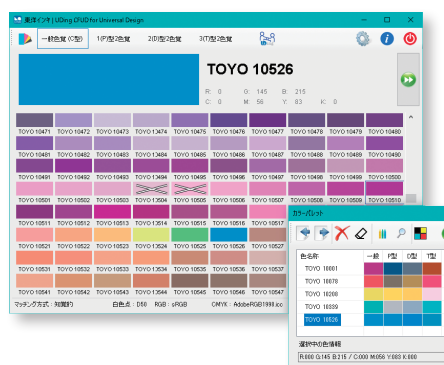 東洋インキ | UDing CFUD for Universal Design
一般色覚 (C型) 1(P)型2色覚 2(D)型2色覚 3(T)型2色覚
TOYO 10526
R: 0 G: 145 B: 215
C: 0 M: 56 Y: 83 K: 0
TOYO 10471 TOYO 10472 TOYO 10473 TOYO 10474 TOYO 10475 TOYO 10476 TOYO 10477 TOYO 10478 TOYO 10479 TOYO 10480
TOYO 10481 TOYO 10482 TOYO 10483 TOYO 10484 TOYO 10485 TOYO 10486 TOYO 10487 TOYO 10488 TOYO 10489 TOYO 10490
TOYO 10491 TOYO 10492 TOYO 10493 TOYO 10494 TOYO 10495 TOYO 10496 TOYO 10497 TOYO 10498 TOYO 10499 TOYO 10500
TOYO 10501 TOYO 10502 TOYO 10503 TOYO 10504 TOYO 10505 TOYO 10506 TOYO 10507 TOYO 10508 TOYO 10509 TOYO 10510
TOYO 10511 TOYO 10512 TOYO 10513 TOYO 10514 TOYO 10515 TOYO 10516 TOYO 10517
TOYO 10521 TOYO 10522 TOYO 10523 TOYO 10524 TOYO 10525 TOYO 10526 TOYO 10527
TOYO 10531 TOYO 10532 TOYO 10533 TOYO 10534 TOYO 10535 TOYO 10536 TOYO 10537
TOYO 10541 TOYO 10542 TOYO 10543 TOYO 10544 TOYO 10545 TOYO 10546 TOYO 10547
マッチング方式：知覚的 白色点：D50 RGB：sRGB CMYK：AdobeRGB1998.icc
カラーパレット
色名称 一般 P型 D型 T型
TOYO 10001
TOYO 10078
TOYO 10208
TOYO 10339
TOYO 10526
選択中の色情報
R:000 G:145 B:215 / C:000 M:056 Y:083 K:000